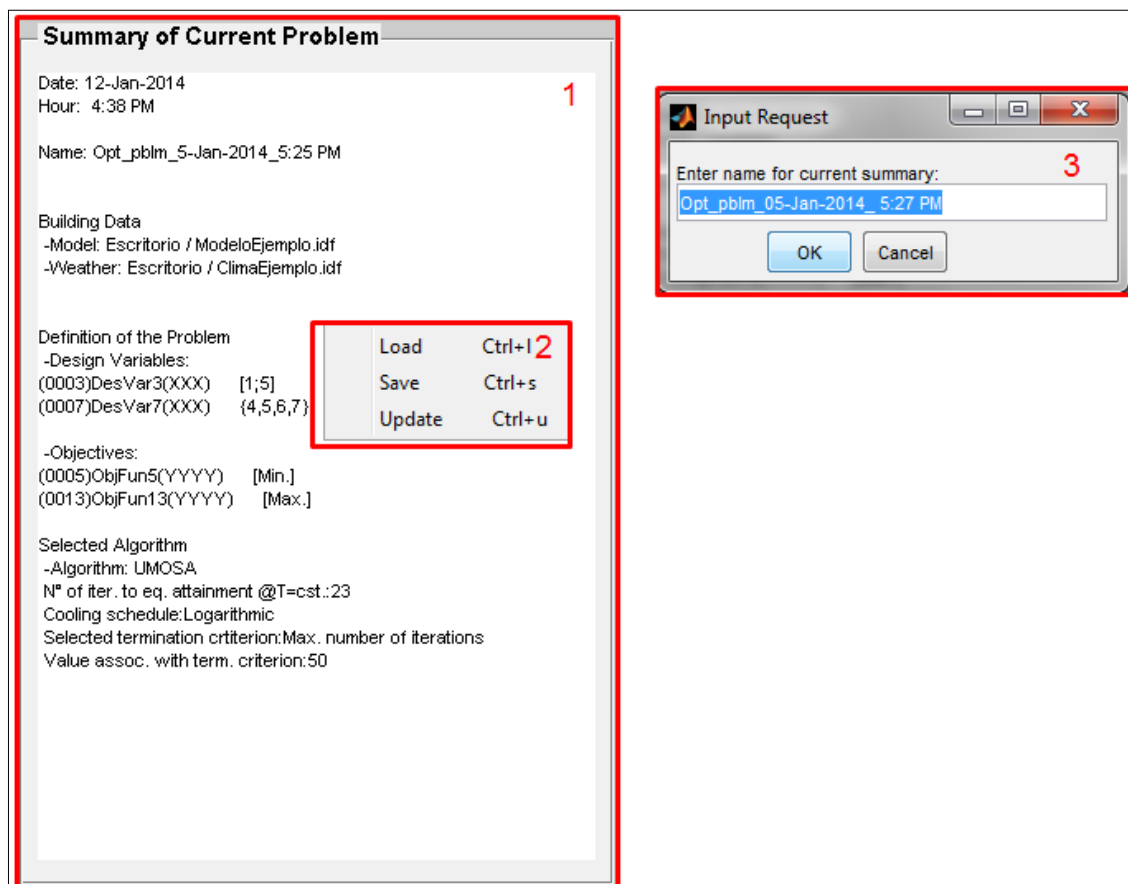 Summary of Current Problem
1
Date: 12-Jan-2014
Hour: 4:38 PM
Name: Opt_pblm_5-Jan-2014_5:25 PM
Building Data
-Model: Escritorio / ModeloEjemplo.idf
-Weather: Escritorio / ClimaEjemplo.idf
Definition of the Problem
-Design Variables:
(0003)DesVar3(XXX) [1;5]
(0007)DesVar7(XXX) {4,5,6,7}
-Objectives:
(0005)ObjFun5(YYYY) [Min.]
(0013)ObjFun13(YYYY) [Max.]
Selected Algorithm
-Algorithm: UMOSA
N° of iter. to eq. attainment @T=cst.:23
Cooling schedule:Logarithmic
Selected termination crtiterion:Max. number of iterations
Value assoc. with term. criterion:50
Load Ctrl+l 2
Save Ctrl+s
Update Ctrl+u
Input Request
Enter name for current summary:
3
Opt_pblm_05-Jan-2014_ 5:27 PM
OK Cancel